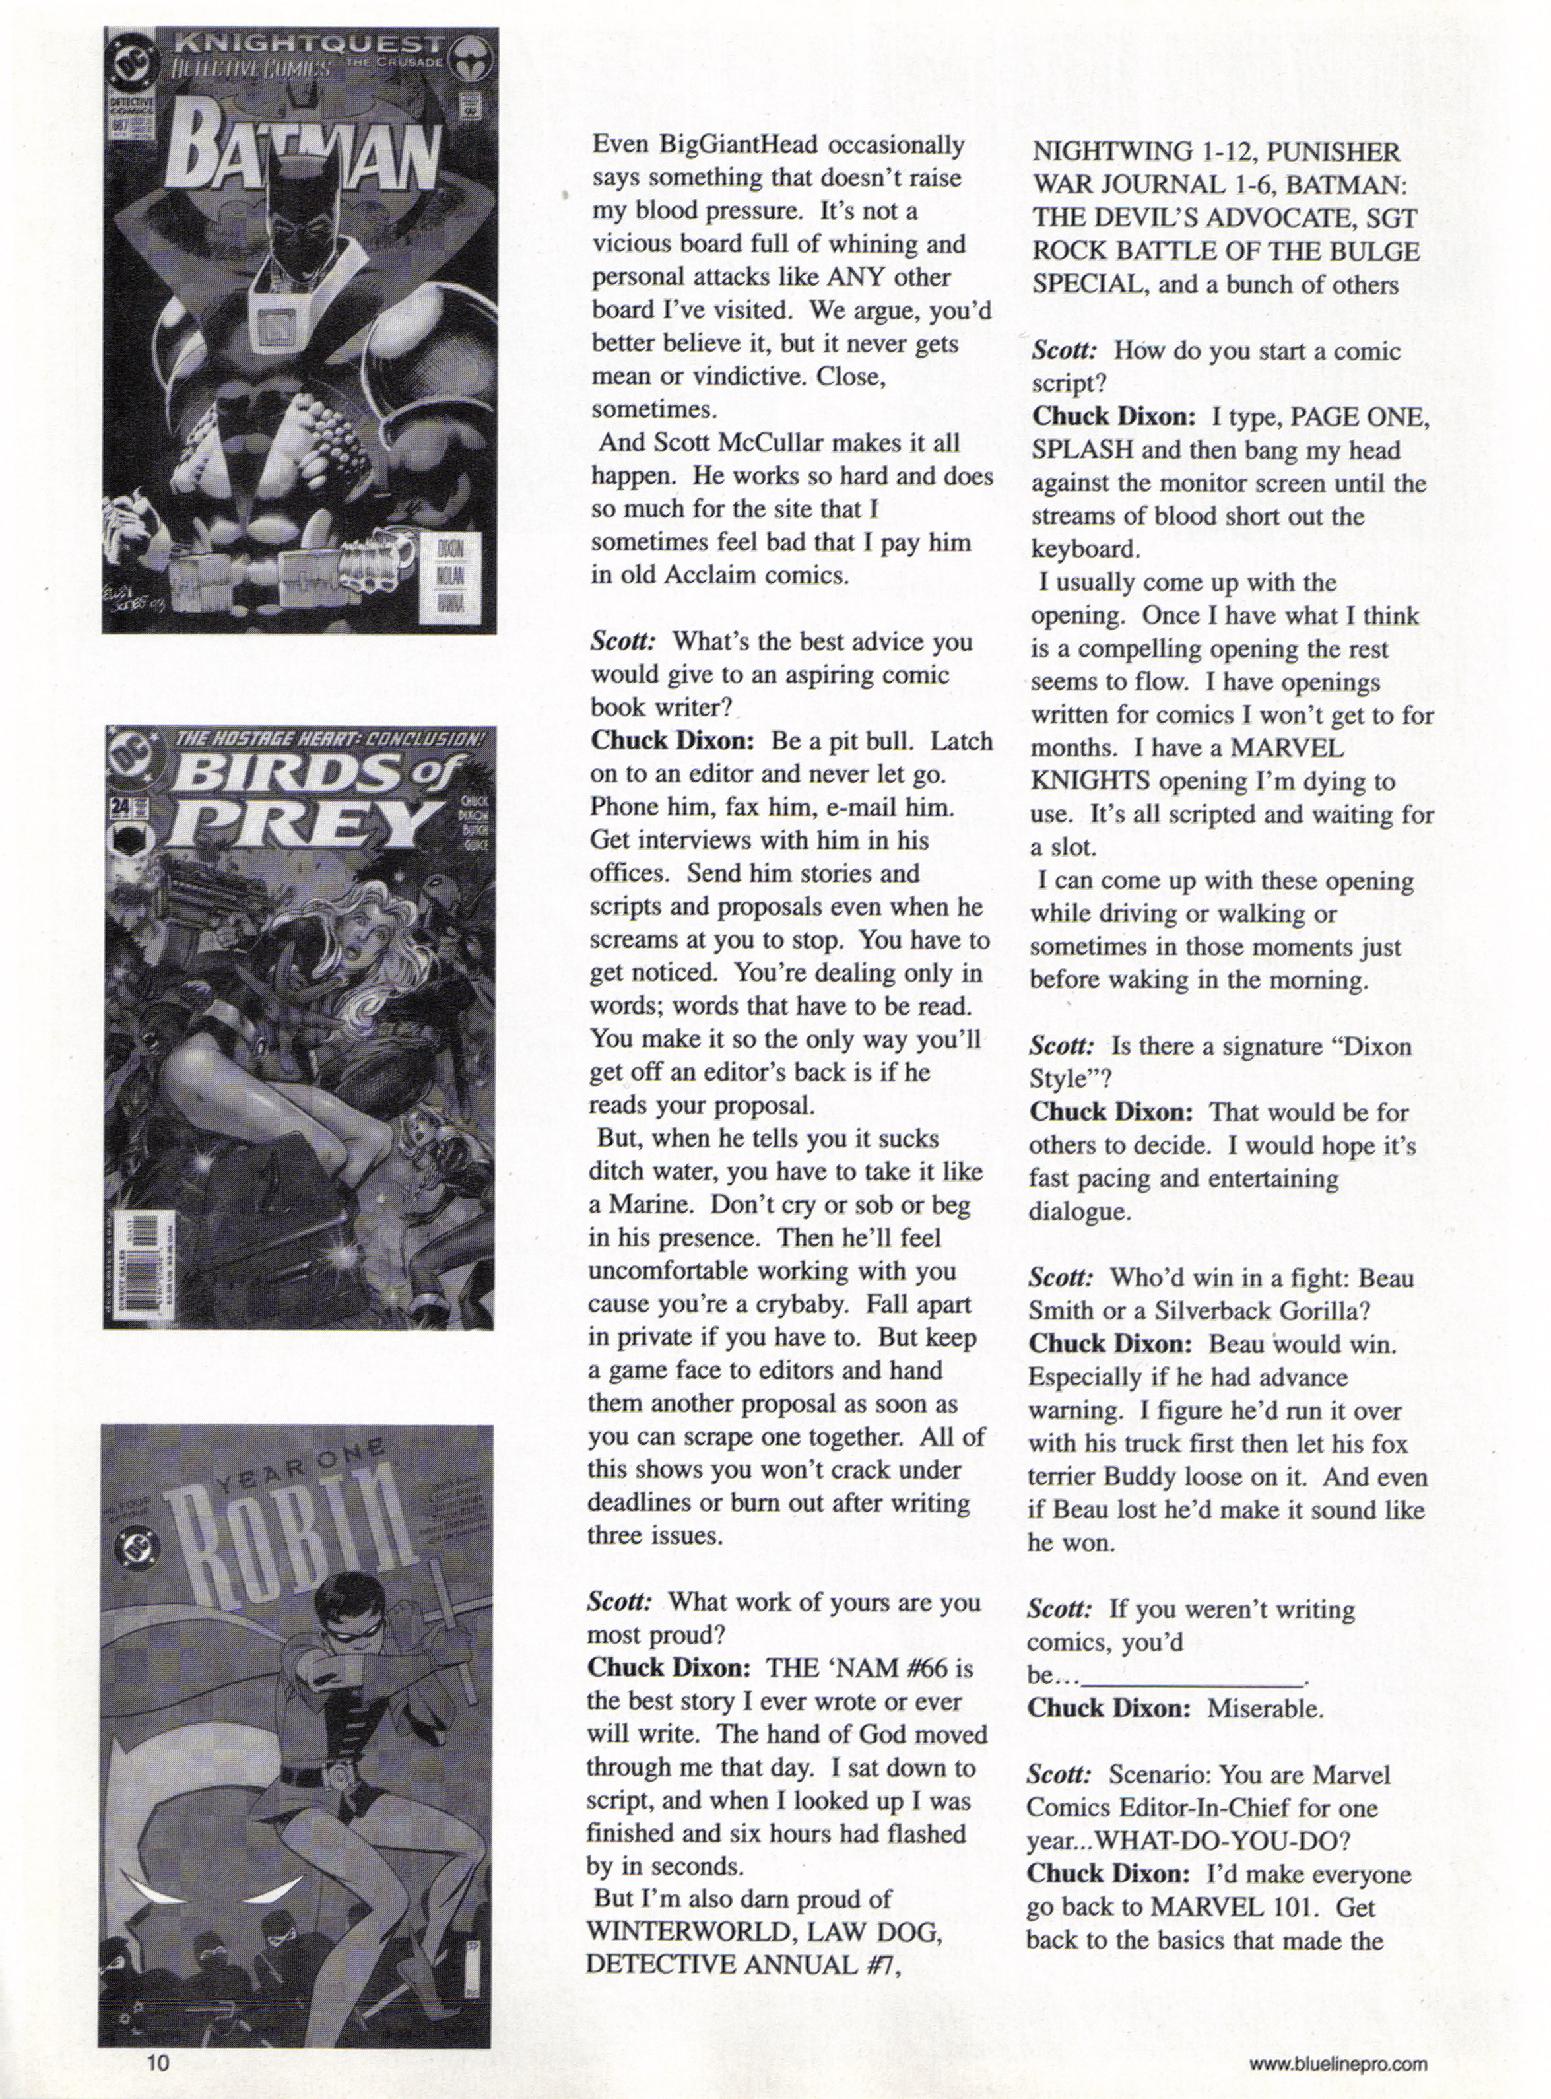 KNIGHTQUEST
THE CRUSADE
DETECTIVE COMICS
DC
DETECTIVE
COMICS
687
BATMAN
DIXON
NOLAN
HANNA
THE HOSTAGE HEART: CONCLUSION!
DC
BIRDS of
PREY
24
CHUCK
DIXON
BUTCH
GUICE
YEAR ONE
ROBIN
DC
Even BigGiantHead occasionally
says something that doesn't raise
my blood pressure. It's not a
vicious board full of whining and
personal attacks like ANY other
board I've visited. We argue, you'd
better believe it, but it never gets
mean or vindictive. Close,
sometimes.
And Scott McCullar makes it all
happen. He works so hard and does
so much for the site that I
sometimes feel bad that I pay him
in old Acclaim comics.
Scott: What's the best advice you
would give to an aspiring comic
book writer?
Chuck Dixon: Be a pit bull. Latch
on to an editor and never let go.
Phone him, fax him, e-mail him.
Get interviews with him in his
offices. Send him stories and
scripts and proposals even when he
screams at you to stop. You have to
get noticed. You're dealing only in
words; words that have to be read.
You make it so the only way you'll
get off an editor's back is if he
reads your proposal.
But, when he tells you it sucks
ditch water, you have to take it like
a Marine. Don't cry or sob or beg
in his presence. Then he'll feel
uncomfortable working with you
cause you're a crybaby. Fall apart
in private if you have to. But keep
a game face to editors and hand
them another proposal as soon as
you can scrape one together. All of
this shows you won't crack under
deadlines or burn out after writing
three issues.
Scott: What work of yours are you
most proud?
Chuck Dixon: THE ‘NAM #66 is
the best story I ever wrote or ever
will write. The hand of God moved
through me that day. I sat down to
script, and when I looked up I was
finished and six hours had flashed
by in seconds.
But I'm also darn proud of
WINTERWORLD, LAW DOG,
DETECTIVE ANNUAL #7,
NIGHTWING 1-12, PUNISHER
WAR JOURNAL 1-6, BATMAN:
THE DEVIL'S ADVOCATE, SGT
ROCK BATTLE OF THE BULGE
SPECIAL, and a bunch of others
Scott: How do you start a comic
script?
Chuck Dixon: I type, PAGE ONE,
SPLASH and then bang my head
against the monitor screen until the
streams of blood short out the
keyboard.
I usually come up with the
opening. Once I have what I think
is a compelling opening the rest
seems to flow. I have openings
written for comics I won't get to for
months. I have a MARVEL
KNIGHTS opening I'm dying to
use. It's all scripted and waiting for
a slot.
I can come up with these opening
while driving or walking or
sometimes in those moments just
before waking in the morning.
Scott: Is there a signature “Dixon
Style”?
Chuck Dixon: That would be for
others to decide. I would hope it's
fast pacing and entertaining
dialogue.
Scott: Who'd win in a fight: Beau
Smith or a Silverback Gorilla?
Chuck Dixon: Beau would win.
Especially if he had advance
warning. I figure he'd run it over
with his truck first then let his fox
terrier Buddy loose on it. And even
if Beau lost he'd make it sound like
he won.
Scott: If you weren't writing
comics, you'd
be...____________________.
Chuck Dixon: Miserable.
Scott: Scenario: You are Marvel
Comics Editor-In-Chief for one
year...WHAT-DO-YOU-DO?
Chuck Dixon: I'd make everyone
go back to MARVEL 101. Get
back to the basics that made the
10
www.bluelinepro.com